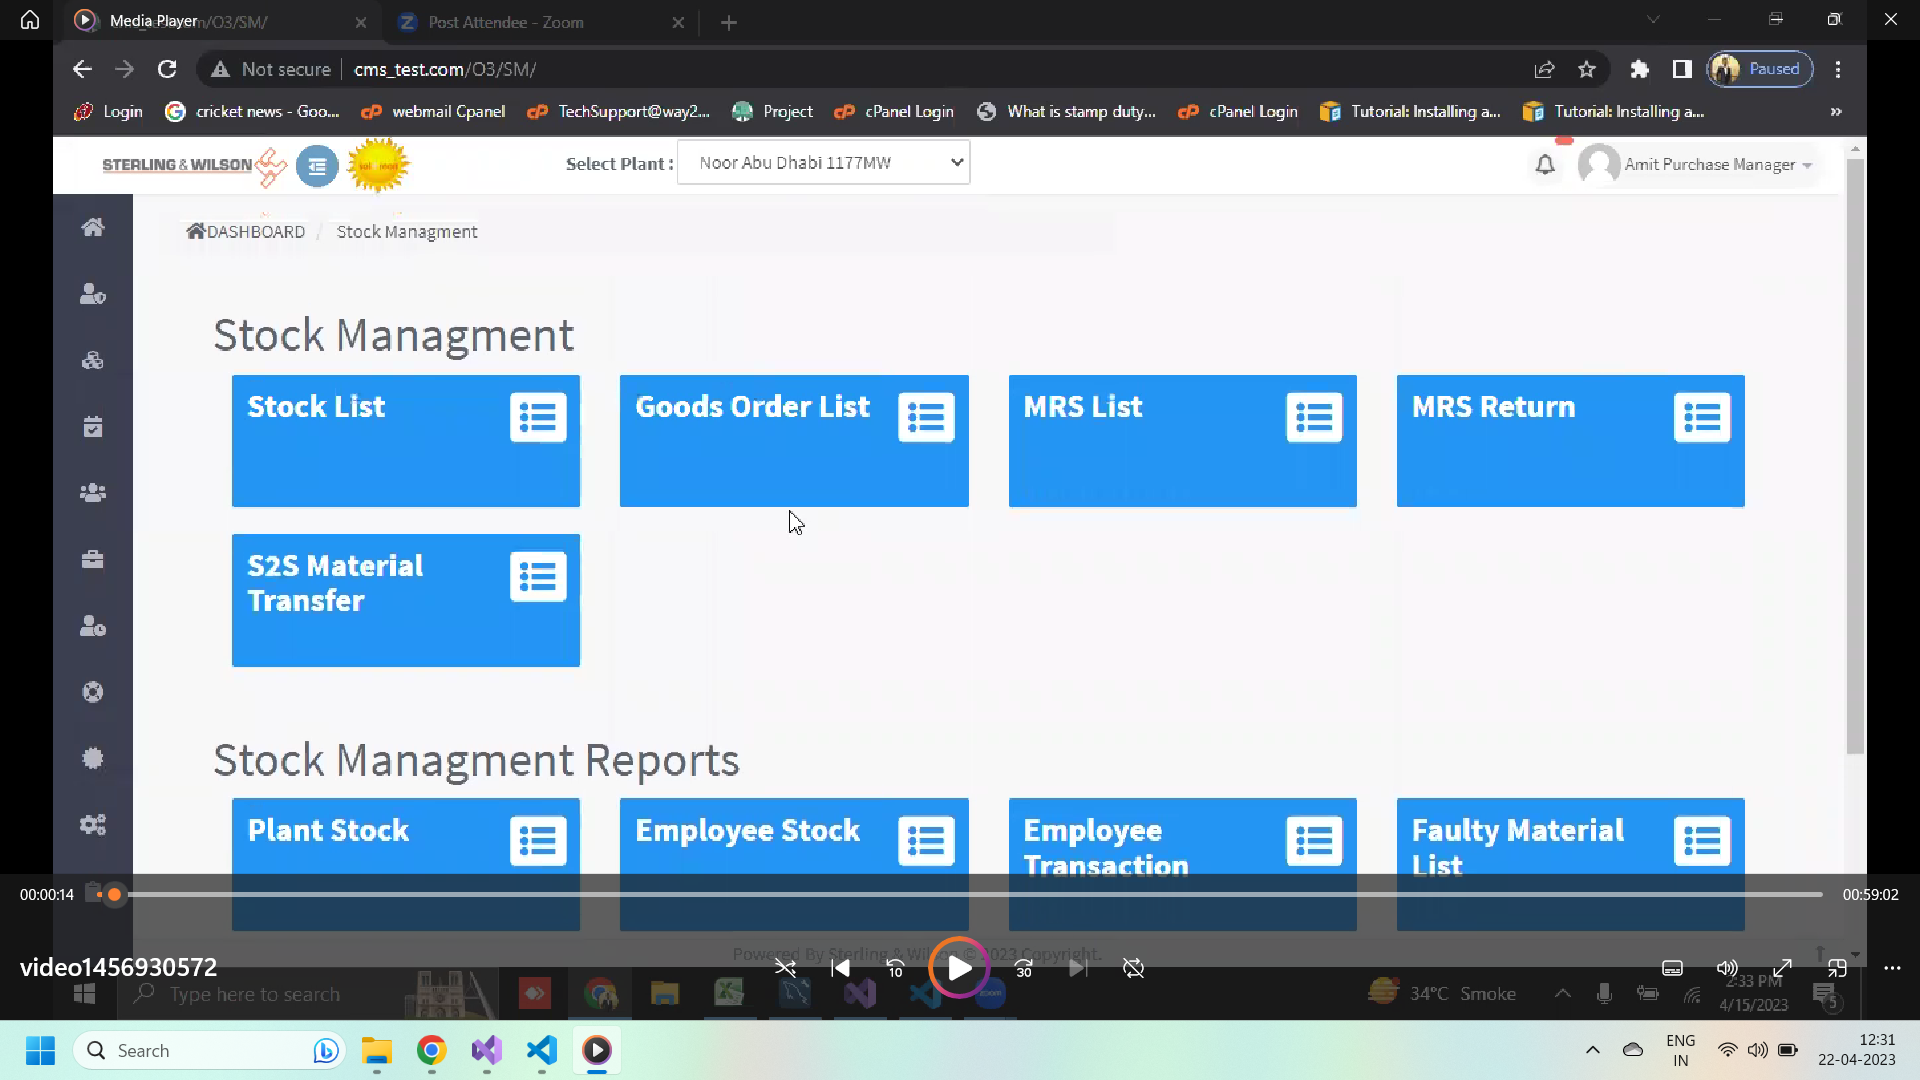 Media Player
m/O3/SM/
Post Attendee - Zoom
Not secure
cms_test.com/O3/SM/
Paused
Login
cricket news - Goo...
webmail Cpanel
TechSupport@way2...
Project
cPanel Login
What is stamp duty...
cPanel Login
Tutorial: Installing a...
Tutorial: Installing a...
STERLING & WILSON
Select Plant :
Noor Abu Dhabi 1177MW
Amit Purchase Manager
DASHBOARD / Stock Managment
Stock Managment
Stock List
Goods Order List
MRS List
MRS Return
S2S Material
Transfer
Stock Managment Reports
Plant Stock
Employee Stock
Employee
Transaction
Faulty Material
List
00:00:14
00:59:02
Powered By Sterling & Wilson © 2023 Copyright.
video1456930572
10
30
Type here to search
34°C Smoke
2:33 PM
4/15/2023
5
Search
ENG
IN
12:31
22-04-2023